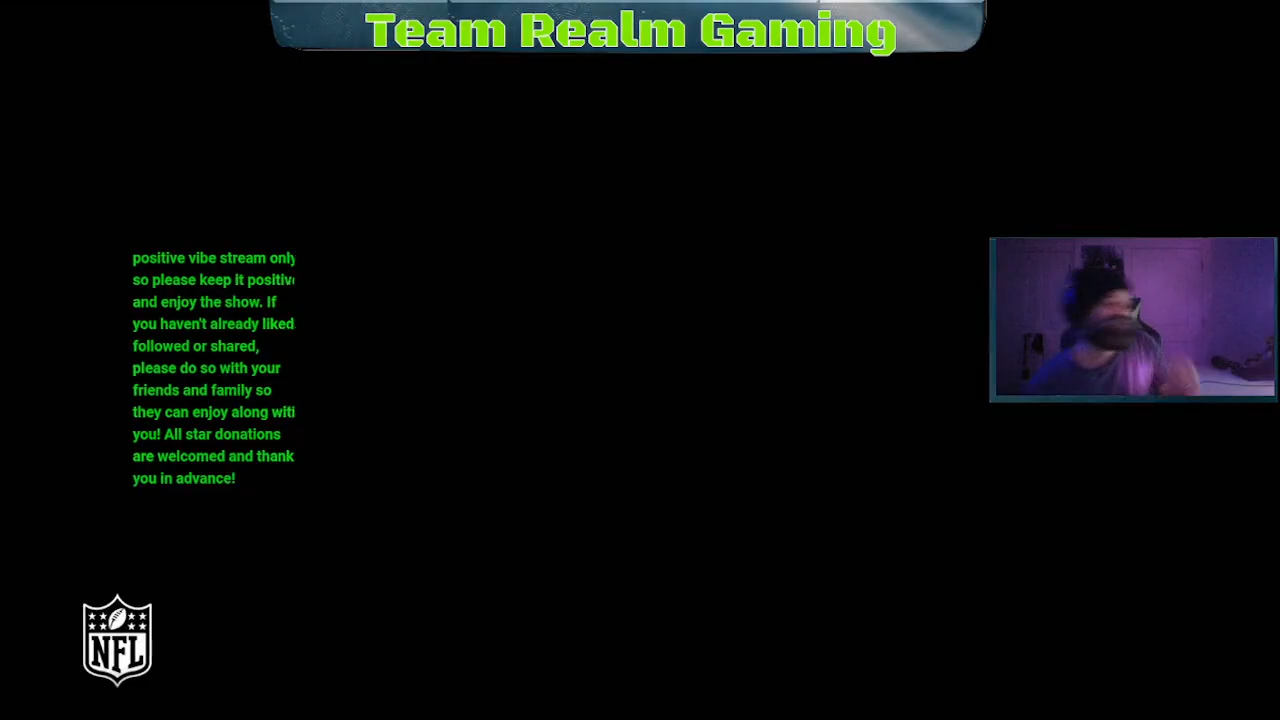 Team Realm Gaming
positive vibe stream only
so please keep it positive
and enjoy the show. If
you haven't already liked
followed or shared,
please do so with your
friends and family so
they can enjoy along with
you! All star donations
are welcomed and thank
you in advance!
NFL